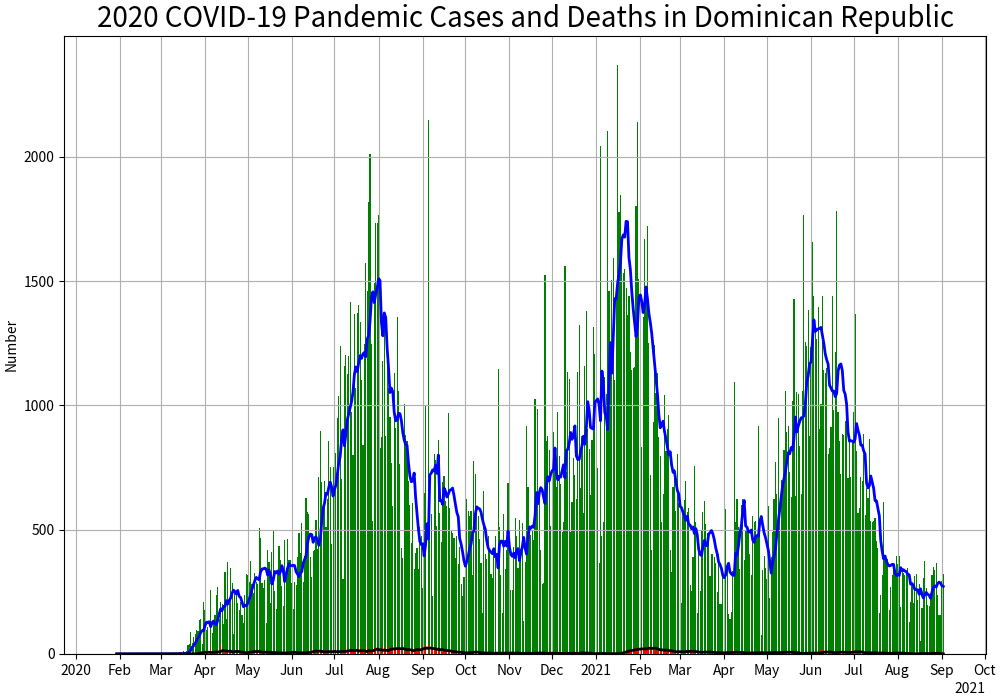 2020 COVID-19 Pandemic Cases and Deaths in Dominican Republic
Number
2000
1500
1000
500
0
2020 Feb Mar Apr May Jun Jul Aug Sep Oct Nov Dec 2021 Feb Mar Apr May Jun Jul Aug Sep Oct
2021